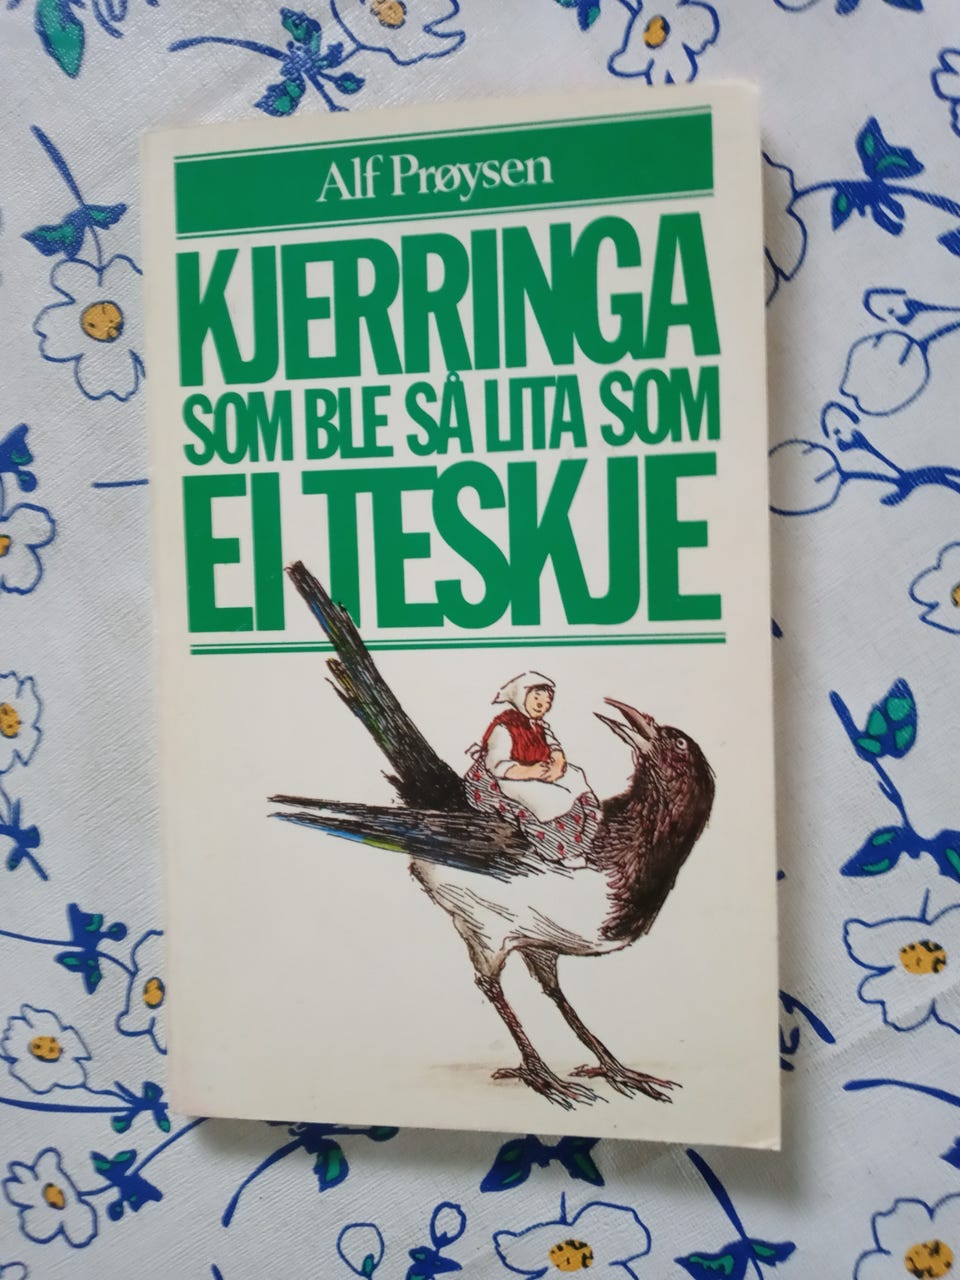 Alf Prøysen
KJERRINGA
SOM BLE SÅ LITA SOM
EI TESKJE